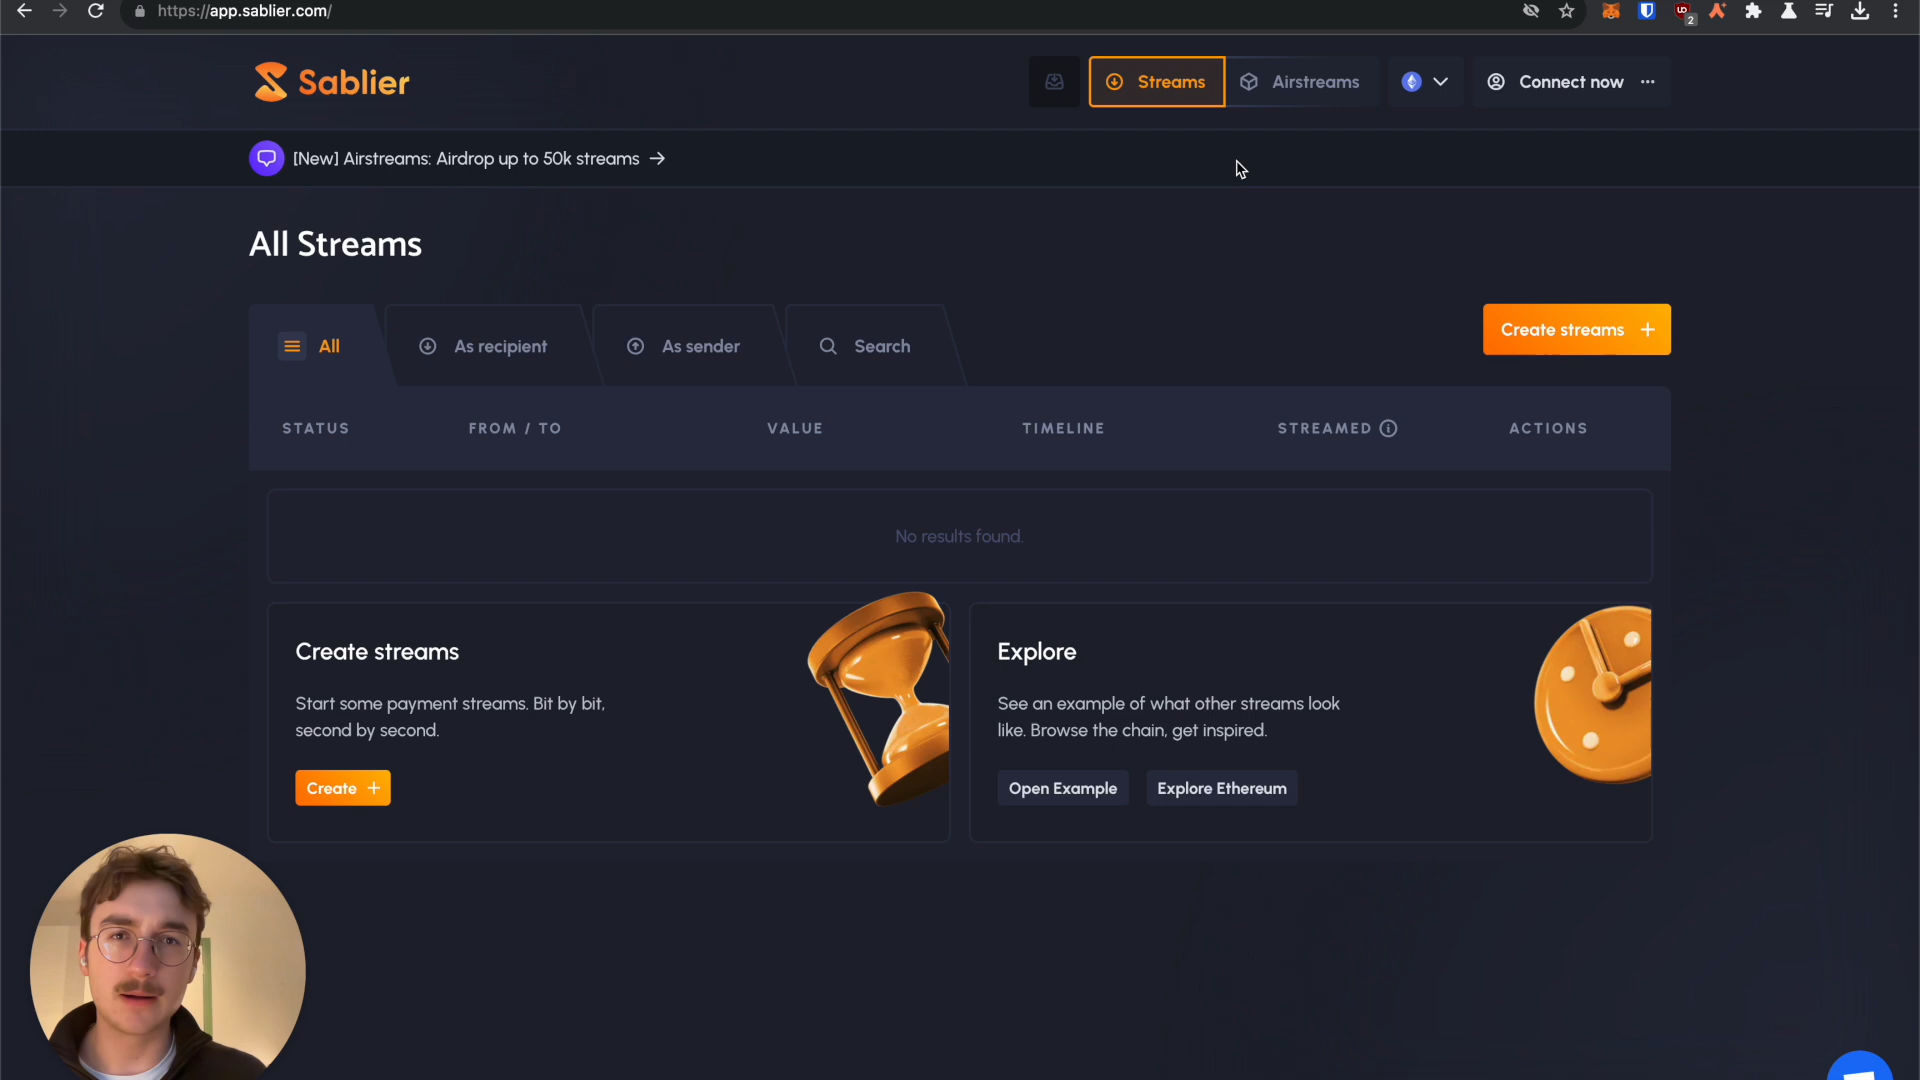 https://app.sablier.com/
2
Sablier
Streams
Airstreams
Connect now
[New] Airstreams: Airdrop up to 50k streams →
All Streams
All
As recipient
As sender
Search
Create streams +
STATUS
FROM / TO
VALUE
TIMELINE
STREAMED
ACTIONS
No results found.
Create streams
Start some payment streams. Bit by bit,
second by second.
Create +
Explore
See an example of what other streams look
like. Browse the chain, get inspired.
Open Example
Explore Ethereum